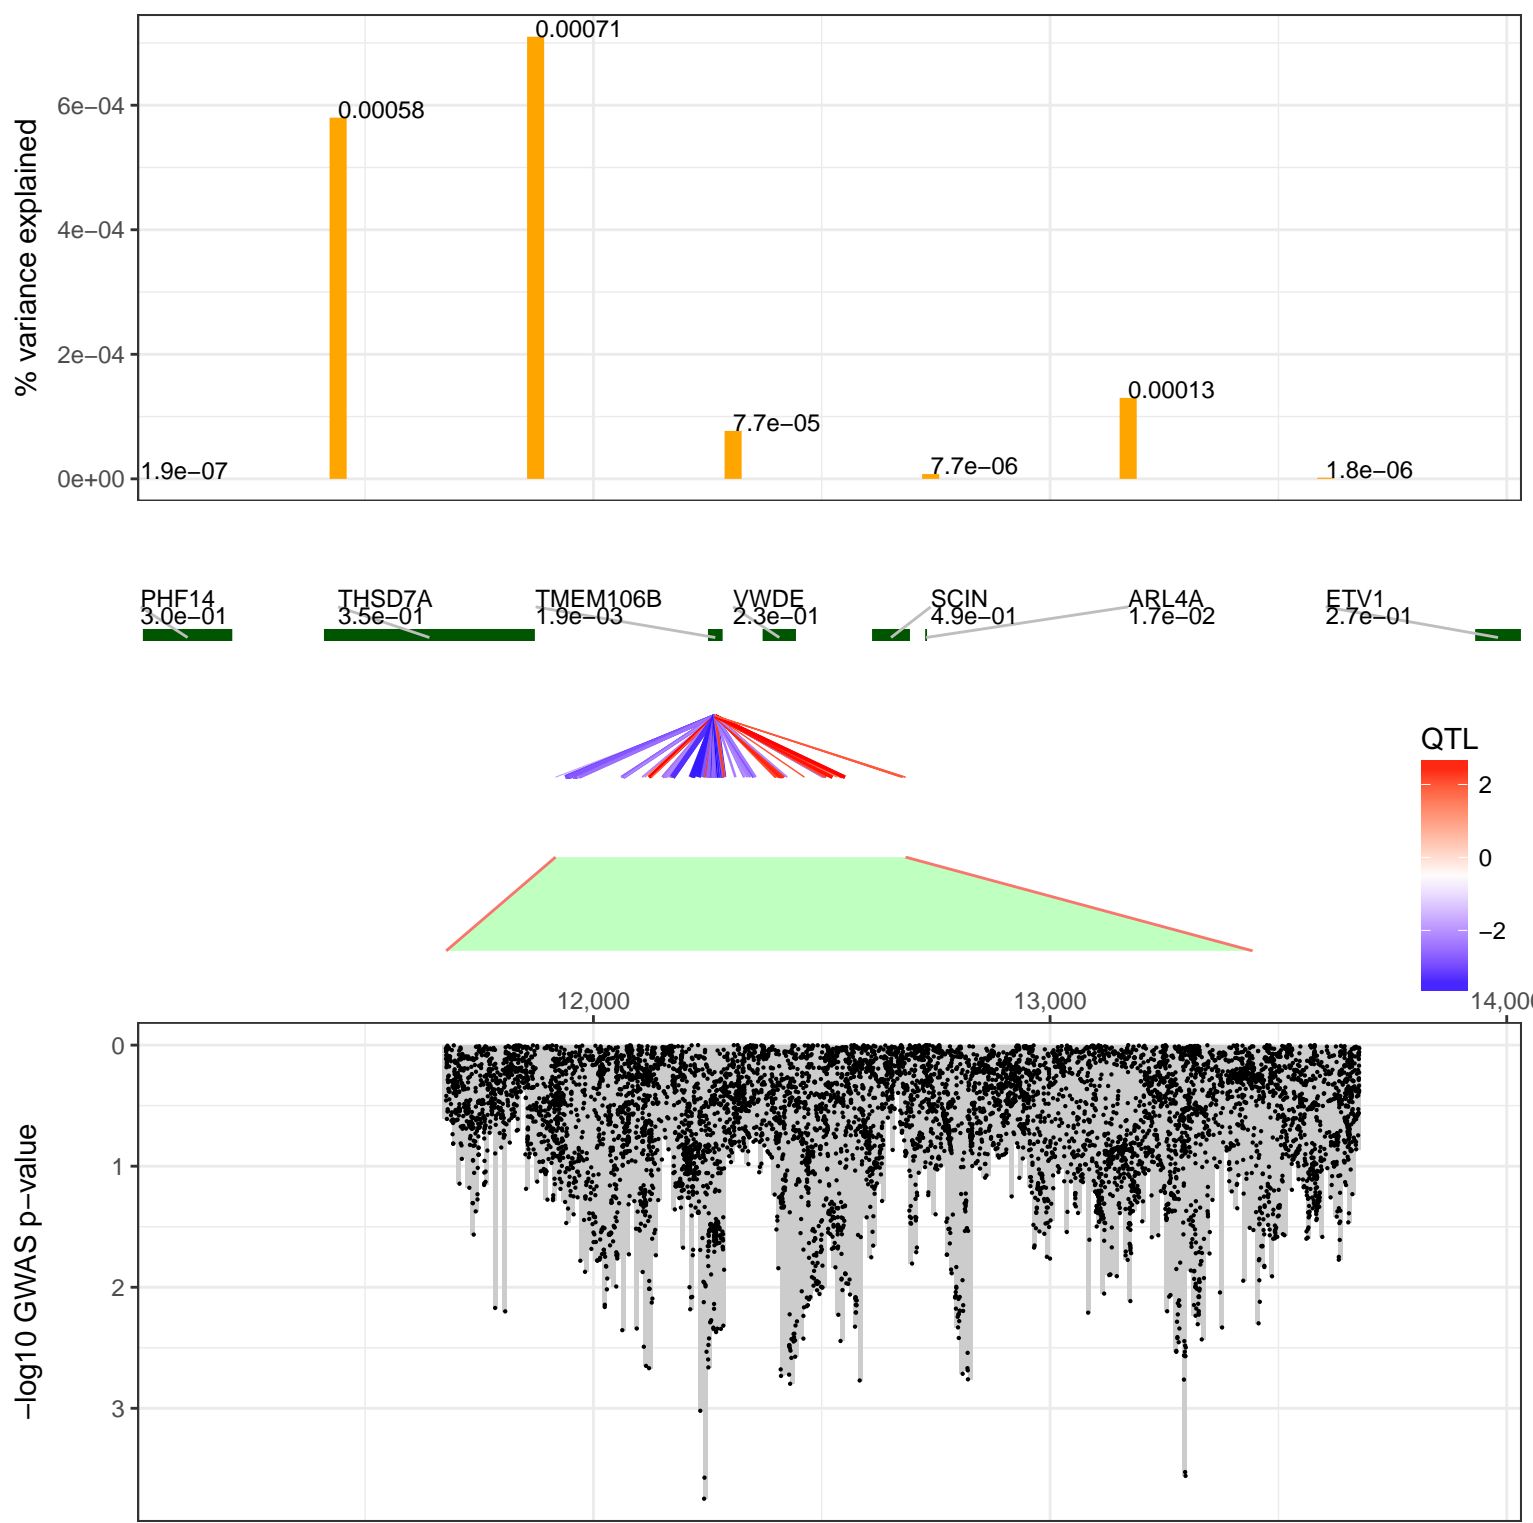 % variance explained
6e−04
4e−04
2e−04
0e+00
1.9e−07
0.00058
0.00071
7.7e−05
7.7e−06
0.00013
1.8e−06
PHF14
3.0e−01
THSD7A
3.5e−01
TMEM106B
1.9e−03
VWDE
2.3e−01
SCIN
4.9e−01
ARL4A
1.7e−02
ETV1
2.7e−01
QTL
2
0
−2
12,000
13,000
14,00
−log10 GWAS p−value
0
1
2
3